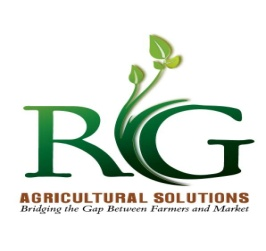 RG
AGRICULTURAL SOLUTIONS
Bridging the Gap Between Farmers and Market